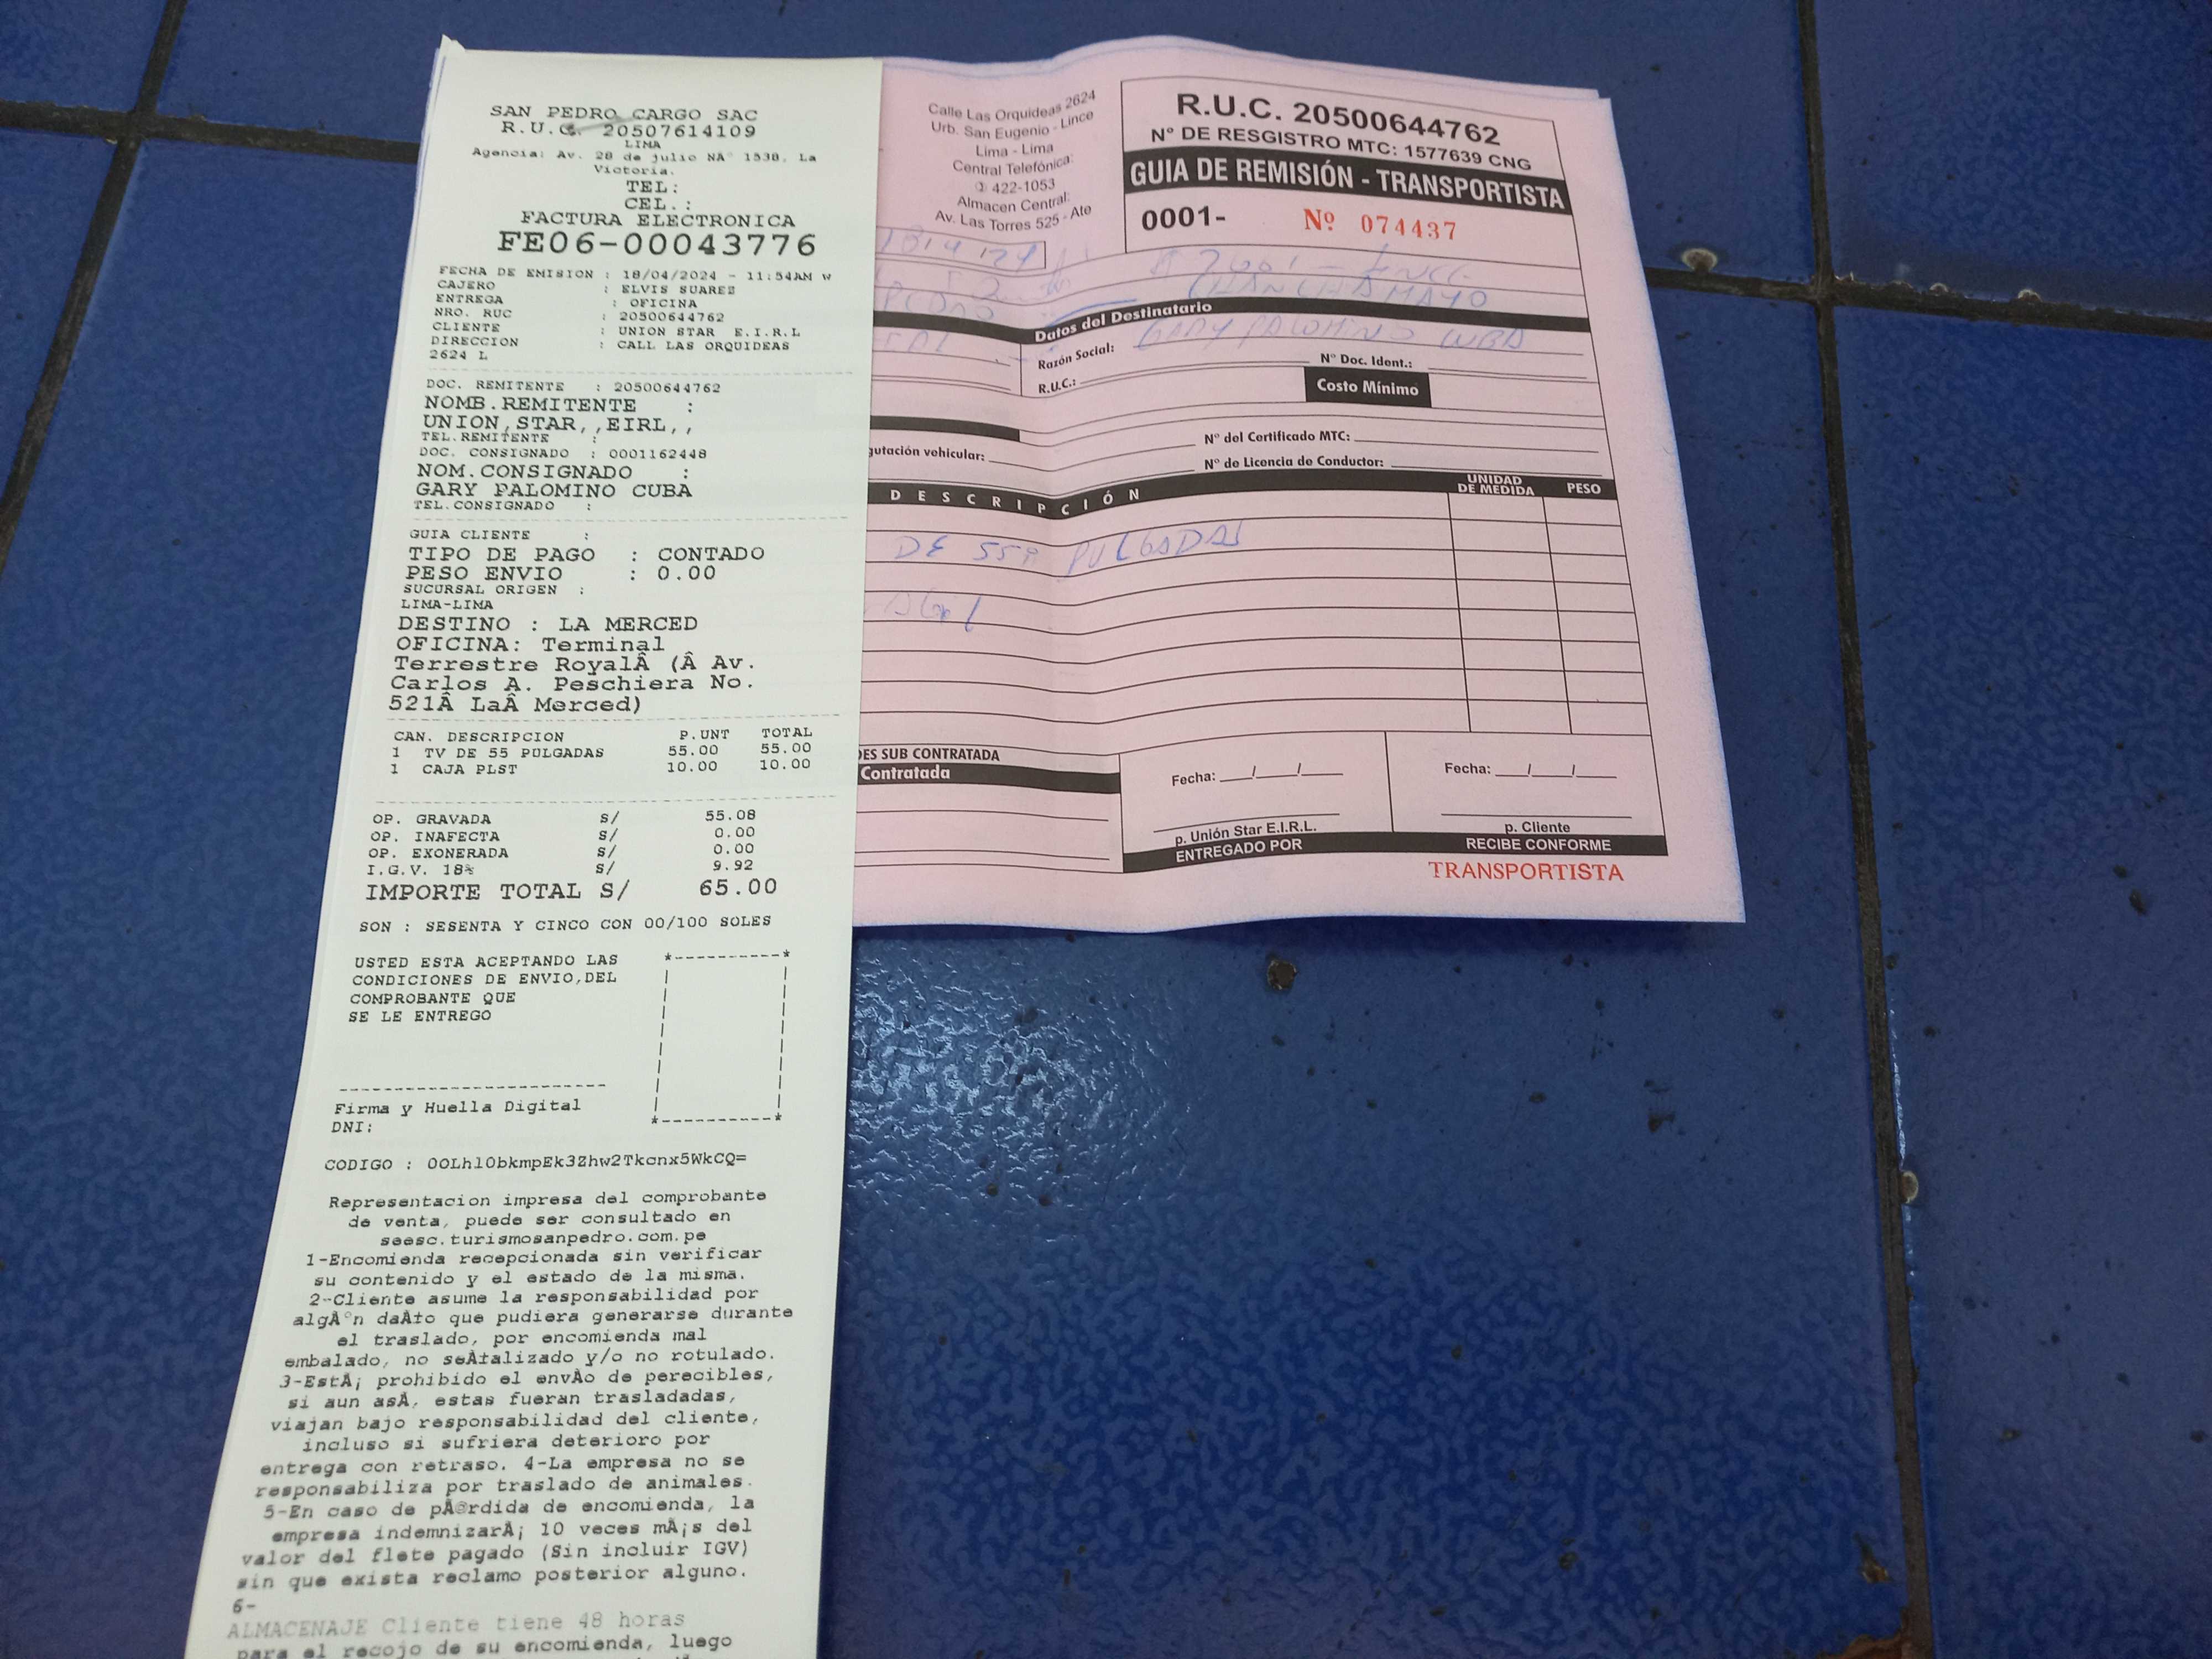 SAN PEDRO CARGO SAC
R.U.C. 20507614109
LIMA
Agencia: Av. 28 de julio NÂ° 1538, La
Victoria.
TEL:
CEL.:
FACTURA ELECTRONICA
FE06-00043776
FECHA DE EMISION : 18/04/2024 - 11:54AM W
CAJERO : ELVIS SUAREZ
ENTREGA : OFICINA
NRO. RUC : 20500644762
CLIENTE : UNION STAR E.I.R.L
DIRECCION : CALL LAS ORQUIDEAS
2624 L
DOC. REMITENTE : 20500644762
NOMB.REMITENTE :
UNION,STAR,,EIRL,,
TEL.REMITENTE :
DOC. CONSIGNADO : 0001162448
NOM.CONSIGNADO :
GARY PALOMINO CUBA
TEL.CONSIGNADO :
GUIA CLIENTE :
TIPO DE PAGO : CONTADO
PESO ENVIO : 0.00
SUCURSAL ORIGEN :
LIMA-LIMA
DESTINO : LA MERCED
OFICINA: Terminal
Terrestre RoyalÂ (Â Av.
Carlos A. Peschiera No.
521Â LaÂ Merced)
CAN. DESCRIPCION P.UNT TOTAL
1 TV DE 55 PULGADAS 55.00 55.00
1 CAJA PLST 10.00 10.00
OP. GRAVADA S/ 55.08
OP. INAFECTA S/ 0.00
OP. EXONERADA S/ 0.00
I.G.V. 18% S/ 9.92
IMPORTE TOTAL S/ 65.00
SON : SESENTA Y CINCO CON 00/100 SOLES
USTED ESTA ACEPTANDO LAS
CONDICIONES DE ENVIO,DEL
COMPROBANTE QUE
SE LE ENTREGO
Firma y Huella Digital
DNI:
CODIGO : OOLhl0bkmpEk3Zhw2Tkcnx5WkCQ=
Representacion impresa del comprobante
de venta, puede ser consultado en
seesc.turismosanpedro.com.pe
1-Encomienda recepcionada sin verificar
su contenido y el estado de la misma.
2-Cliente asume la responsabilidad por
algÃºn daÃ±o que pudiera generarse durante
el traslado, por encomienda mal
embalado, no seÃ±alizado y/o no rotulado.
3-EstÃ¡ prohibido el envÃ­o de perecibles,
si aun asÃ­, estas fueran trasladadas,
viajan bajo responsabilidad del cliente,
incluso si sufriera deterioro por
entrega con retraso. 4-La empresa no se
responsabiliza por traslado de animales.
5-En caso de pÃ©rdida de encomienda, la
empresa indemnizarÃ¡ 10 veces mÃ¡s del
valor del flete pagado (Sin incluir IGV)
sin que exista reclamo posterior alguno.
6-
ALMACENAJE Cliente tiene 48 horas
para el recojo de su encomienda, luego
Calle Las Orquideas 2624
Urb. San Eugenio - Lince
Lima - Lima
Central Telefónica:
422-1053
Almacen Central:
Av. Las Torres 525 - Ate
R.U.C. 20500644762
Nº DE RESGISTRO MTC: 1577639 CNG
GUIA DE REMISIÓN - TRANSPORTISTA
0001- Nº 074437
CHANCHAMAYO
Datos del Destinatario
Razón Social: GARY PALOMINO CUBA
R.U.C.: Nº Doc. Ident.:
Costo Mínimo
Nº del Certificado MTC:
Nº de Licencia de Conductor:
vehicular:
DESCRIPCIÓN UNIDAD DE MEDIDA PESO
DE 55" PULGADAS
SUB CONTRATADA
Contratada
Fecha: __/__/__ Fecha: __/__/__
p. Unión Star E.I.R.L. p. Cliente
ENTREGADO POR RECIBE CONFORME
TRANSPORTISTA